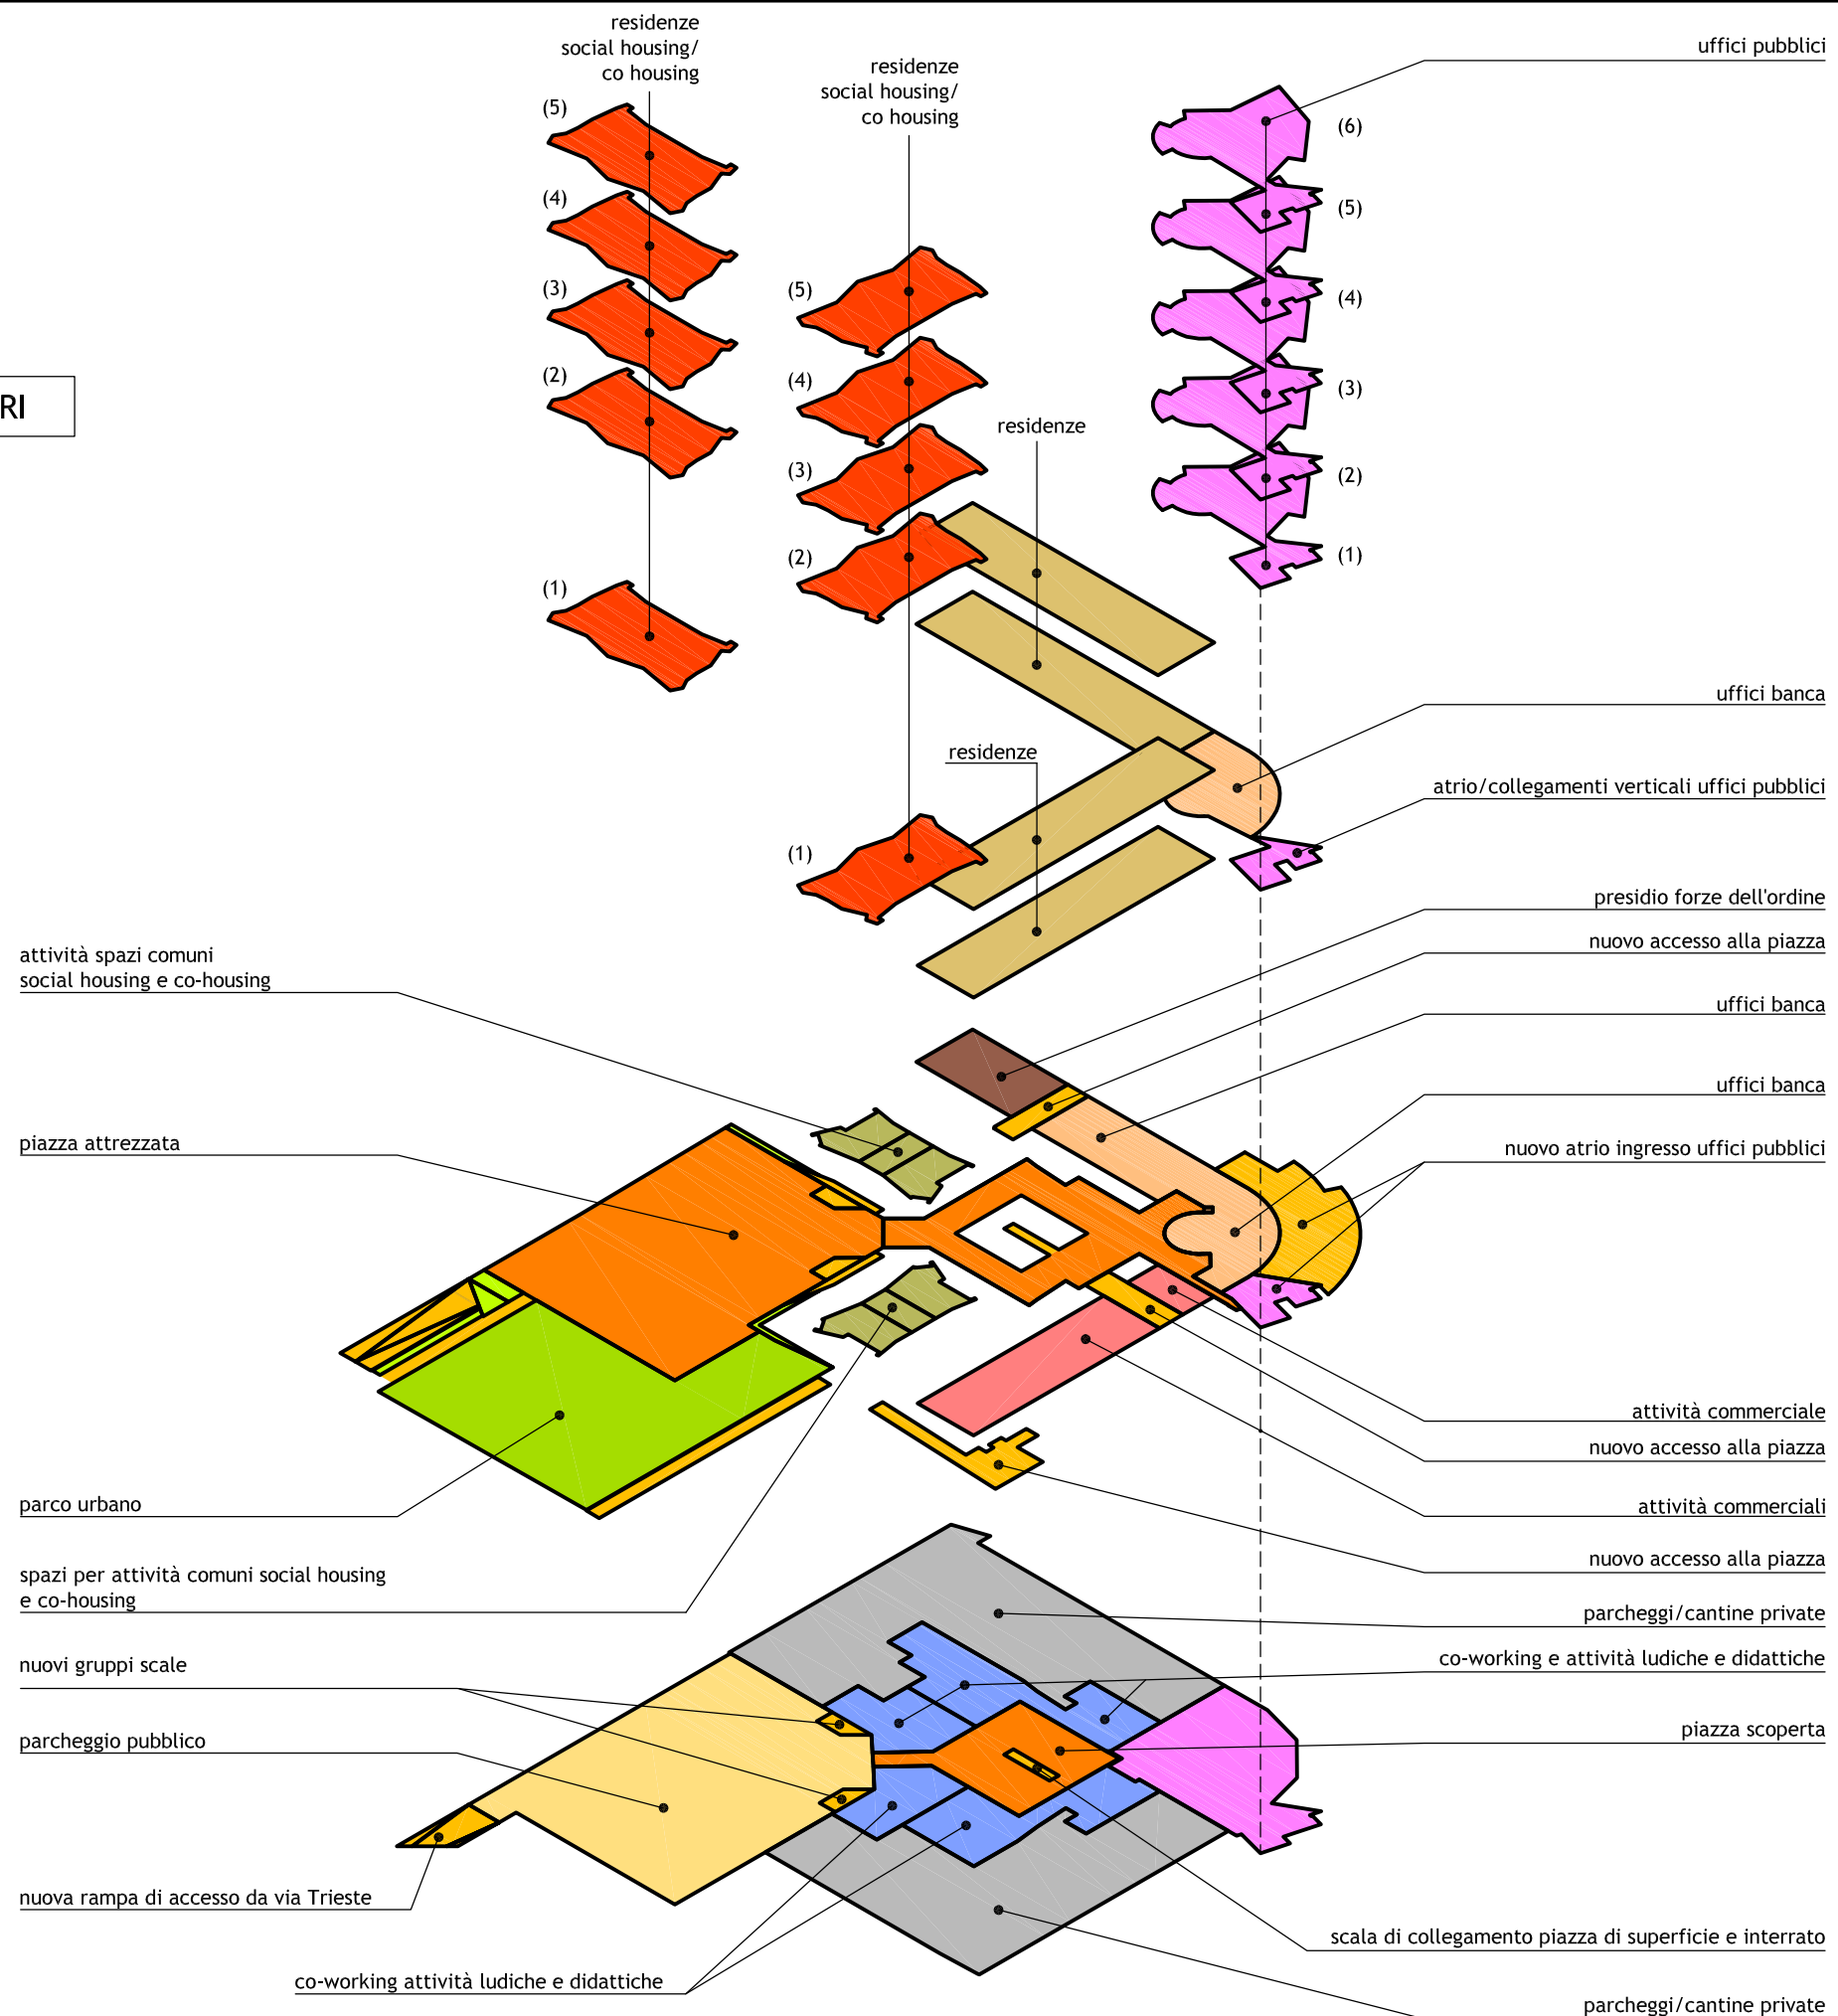 residenze
social housing/
co housing
residenze
social housing/
co housing
uffici pubblici
(5)
(4)
(3)
(2)
(1)
(5)
(4)
(3)
(2)
(1)
(6)
(5)
(4)
(3)
(2)
(1)
RI
residenze
residenze
uffici banca
atrio/collegamenti verticali uffici pubblici
presidio forze dell'ordine
nuovo accesso alla piazza
uffici banca
uffici banca
nuovo atrio ingresso uffici pubblici
attività spazi comuni
social housing e co-housing
piazza attrezzata
parco urbano
spazi per attività comuni social housing
e co-housing
nuovi gruppi scale
parcheggio pubblico
nuova rampa di accesso da via Trieste
co-working attività ludiche e didattiche
attività commerciale
nuovo accesso alla piazza
attività commerciali
nuovo accesso alla piazza
parcheggi/cantine private
co-working e attività ludiche e didattiche
piazza scoperta
scala di collegamento piazza di superficie e interrato
parcheggi/cantine private